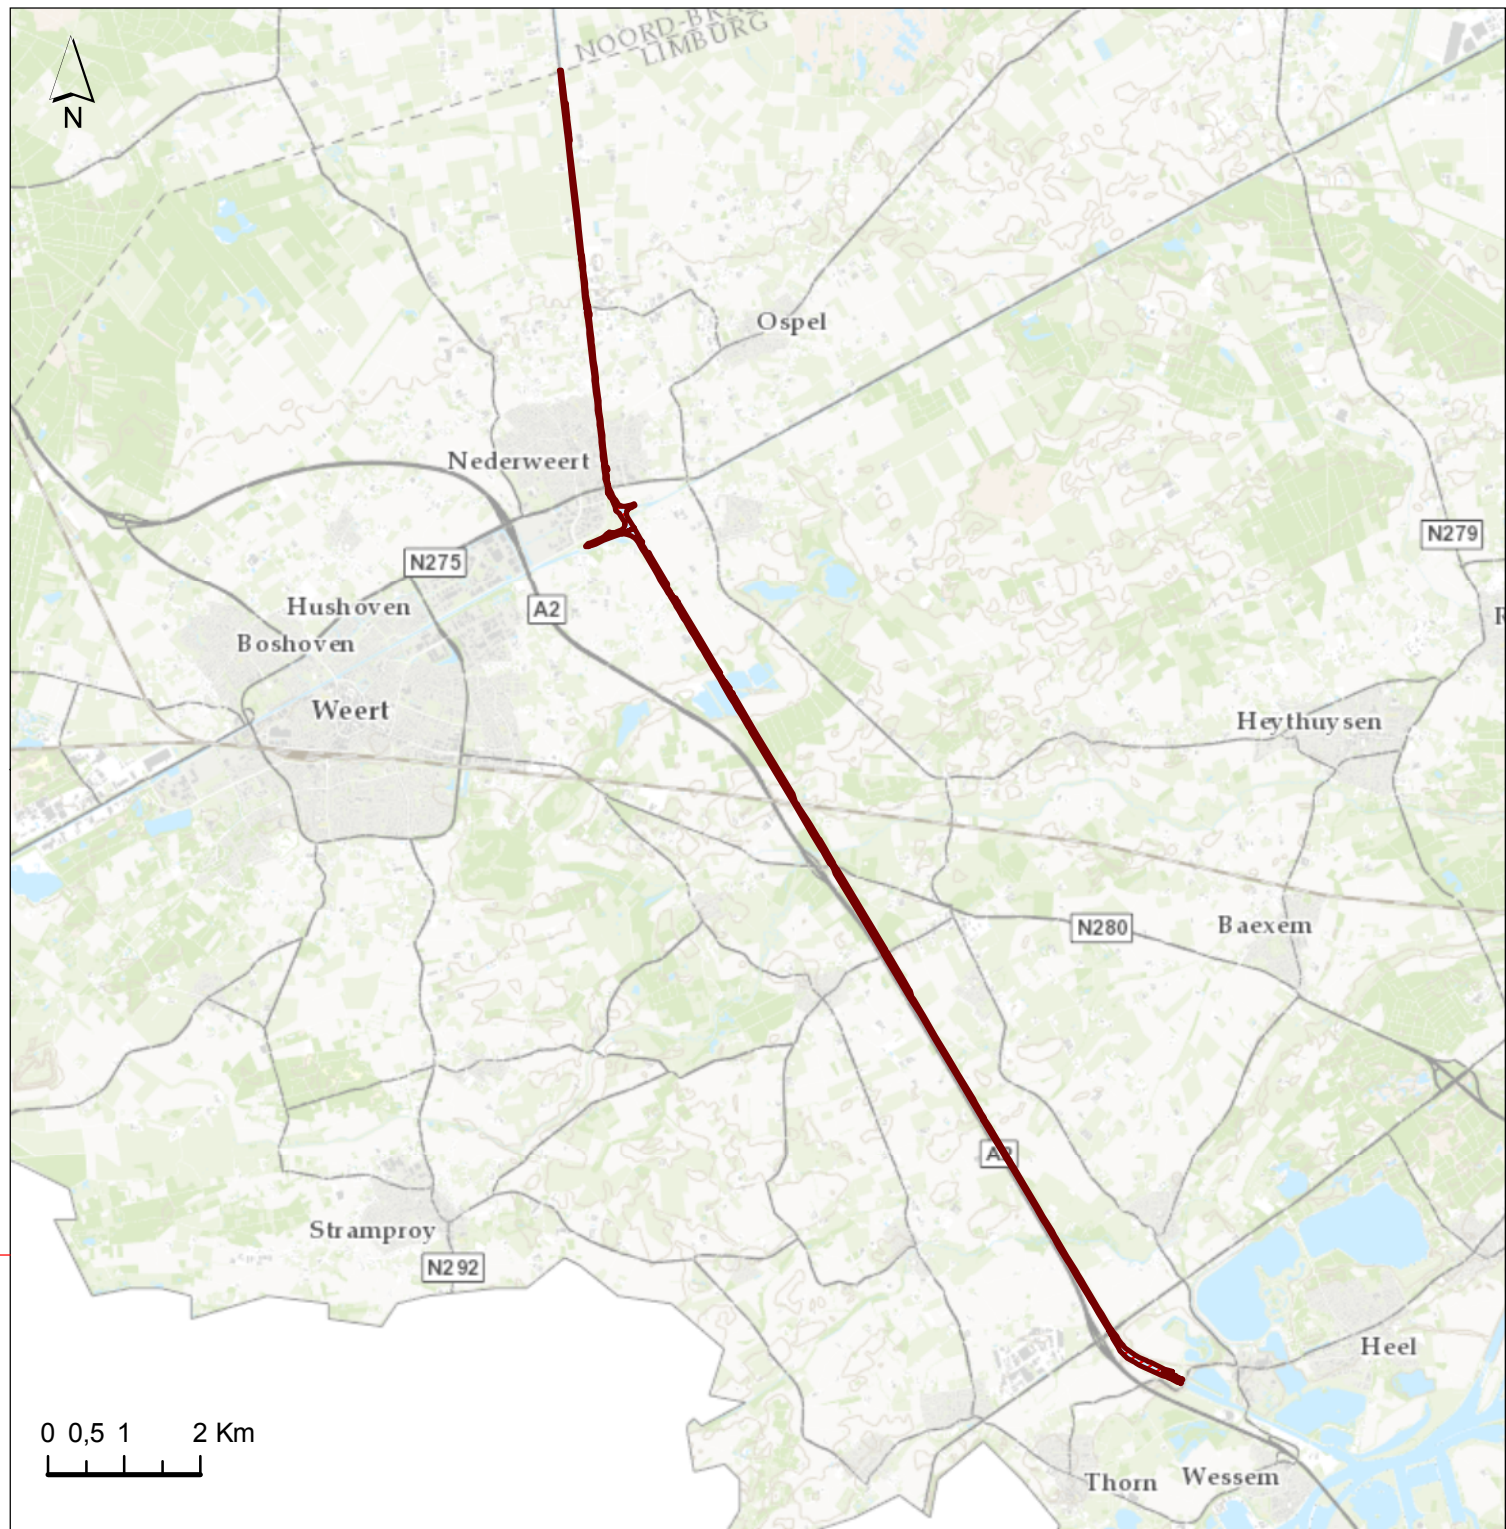 NOORD-BRA
LIMBURG
N
Ospel
Nederweert
N279
N275
Hushoven
A2
Boshoven
Weert
Heythuysen
N280
Baexem
Stramproy
N292
Heel
0 0,5 1 2 Km
Thorn
Wessem